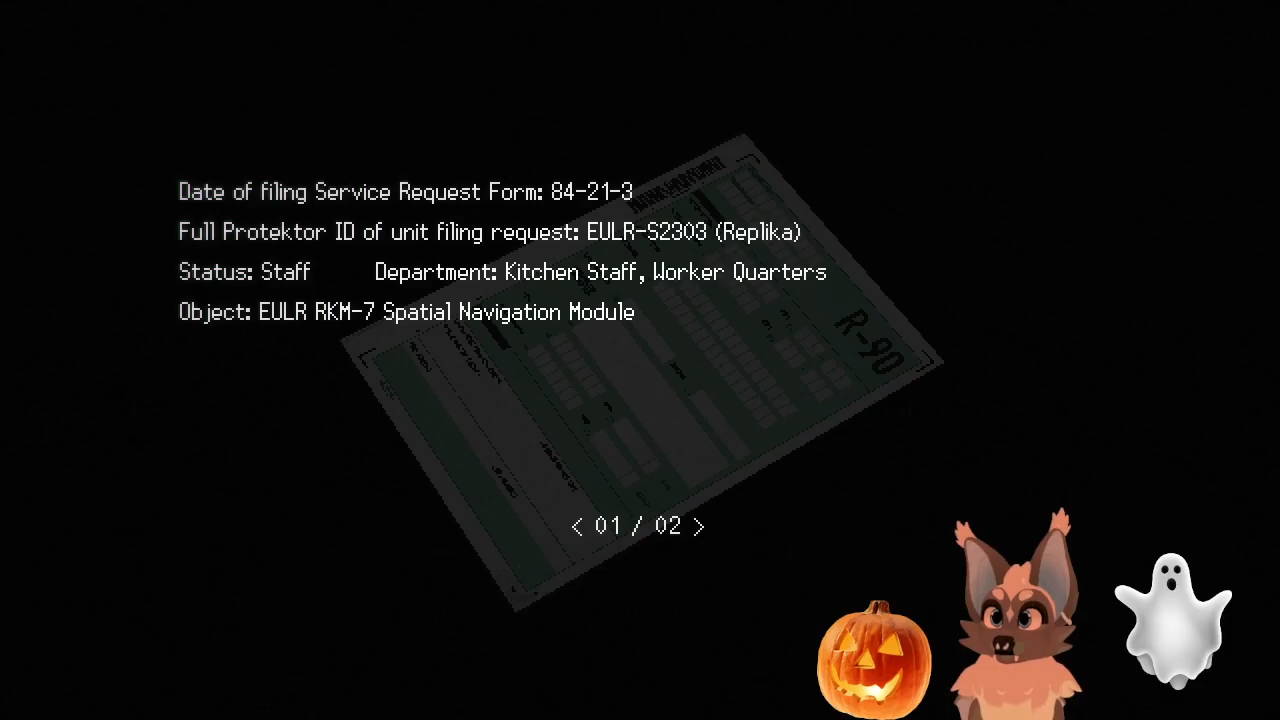 Date of filing Service Request Form: 84-21-3
Full Protektor ID of unit filing request: EULR-S2303 (Replika)
Status: Staff Department: Kitchen Staff, Worker Quarters
Object: EULR RKM-7 Spatial Navigation Module
R-90
< 01 / 02 >